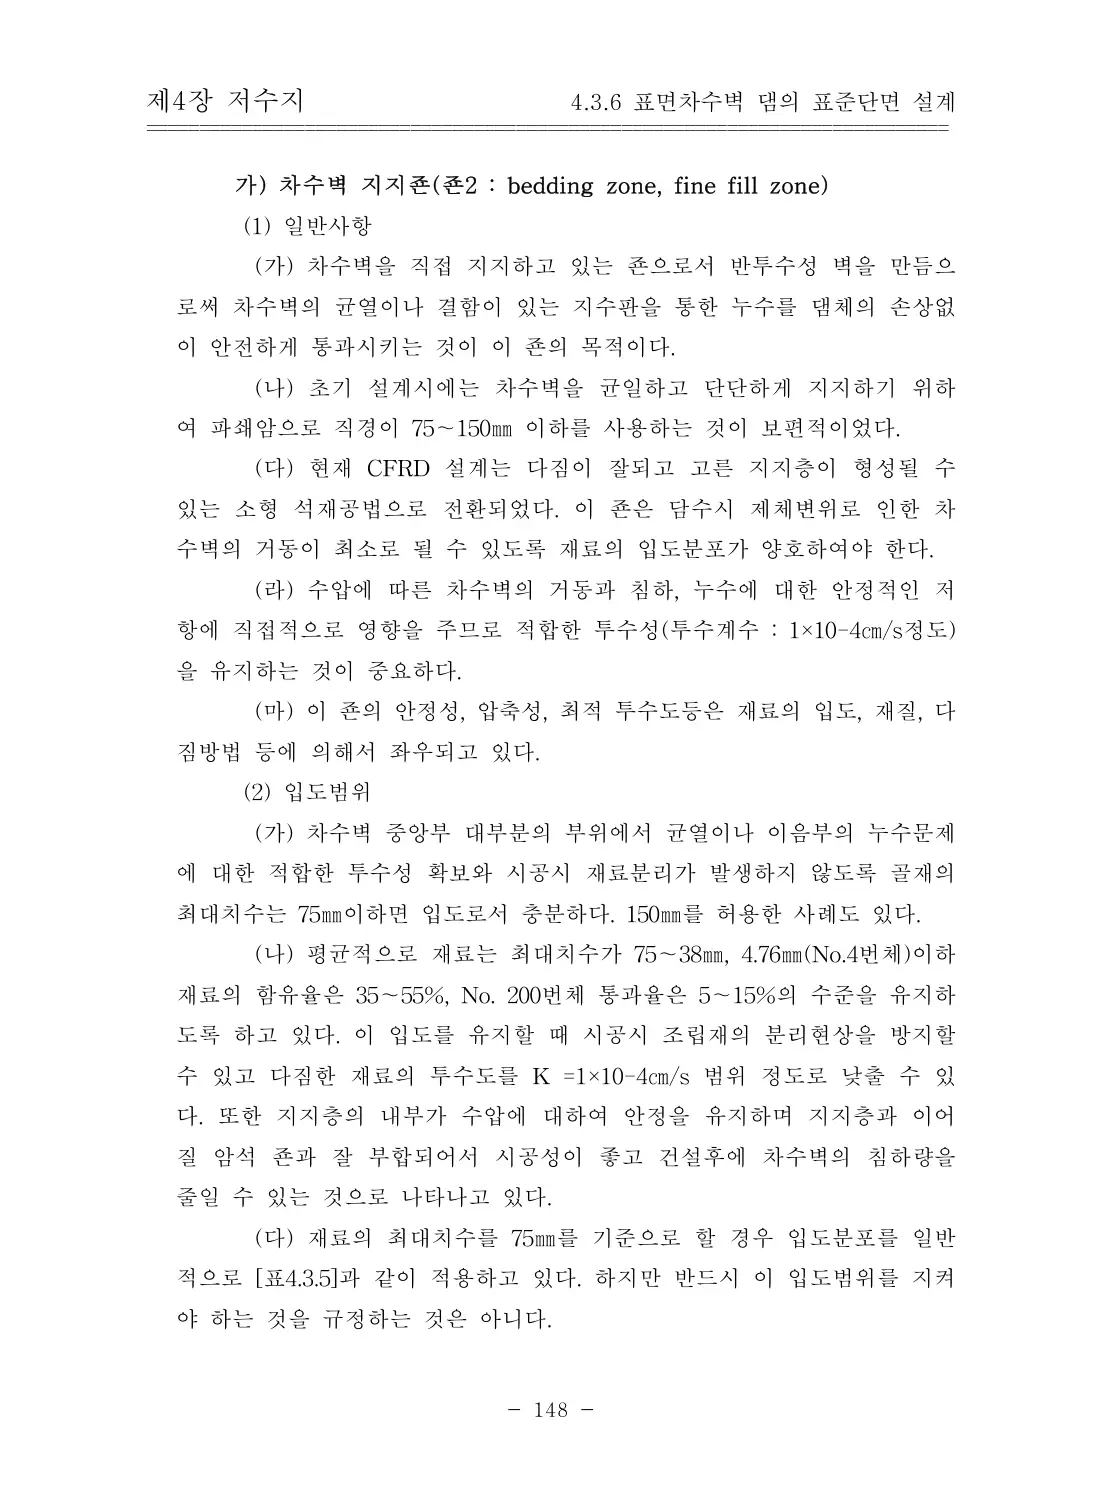 제4장 저수지
4.3.6 표면차수벽 댐의 표준단면 설계
가) 차수벽 지지죤(죤2 : bedding zone, fine fill zone)
(1) 일반사항
(가) 차수벽을 직접 지지하고 있는 죤으로서 반투수성 벽을 만듬으
로써 차수벽의 균열이나 결함이 있는 지수판을 통한 누수를 댐체의 손상없
이 안전하게 통과시키는 것이 이 죤의 목적이다.
(나) 초기 설계시에는 차수벽을 균일하고 단단하게 지지하기 위하
여 파쇄암으로 직경이 75~150㎜ 이하를 사용하는 것이 보편적이었다.
(다) 현재 CFRD 설계는 다짐이 잘되고 고른 지지층이 형성될 수
있는 소형 석재공법으로 전환되었다. 이 죤은 담수시 제체변위로 인한 차
수벽의 거동이 최소로 될 수 있도록 재료의 입도분포가 양호하여야 한다.
(라) 수압에 따른 차수벽의 거동과 침하, 누수에 대한 안정적인 저
항에 직접적으로 영향을 주므로 적합한 투수성(투수계수 : 1×10-4㎝/s정도)
을 유지하는 것이 중요하다.
(마) 이 죤의 안정성, 압축성, 최적 투수도등은 재료의 입도, 재질, 다
짐방법 등에 의해서 좌우되고 있다.
(2) 입도범위
(가) 차수벽 중앙부 대부분의 부위에서 균열이나 이음부의 누수문제
에 대한 적합한 투수성 확보와 시공시 재료분리가 발생하지 않도록 골재의
최대치수는 75㎜이하면 입도로서 충분하다. 150㎜를 허용한 사례도 있다.
(나) 평균적으로 재료는 최대치수가 75~38㎜, 4.76㎜(No.4번체)이하
재료의 함유율은 35~55%, No. 200번체 통과율은 5~15%의 수준을 유지하
도록 하고 있다. 이 입도를 유지할 때 시공시 조립재의 분리현상을 방지할
수 있고 다짐한 재료의 투수도를 K =1×10-4㎝/s 범위 정도로 낮출 수 있
다. 또한 지지층의 내부가 수압에 대하여 안정을 유지하며 지지층과 이어
질 암석 죤과 잘 부합되어서 시공성이 좋고 건설후에 차수벽의 침하량을
줄일 수 있는 것으로 나타나고 있다.
(다) 재료의 최대치수를 75㎜를 기준으로 할 경우 입도분포를 일반
적으로 [표4.3.5]과 같이 적용하고 있다. 하지만 반드시 이 입도범위를 지켜
야 하는 것을 규정하는 것은 아니다.
- 148 -